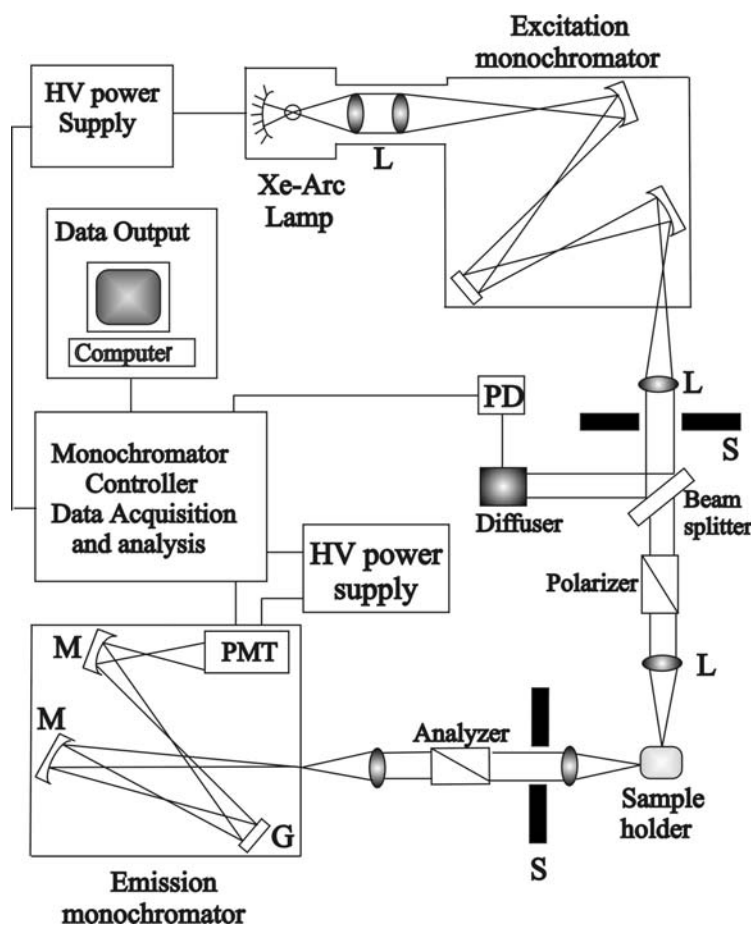 Excitation
monochromator
HV power
Supply
L
Xe-Arc
Lamp
Data Output
Computer
L
PD
S
Monochromator
Controller
Data Acquisition
and analysis
Diffuser
Beam
splitter
HV power
supply
Polarizer
M
PMT
L
M
Analyzer
Sample
holder
G
S
Emission
monochromator